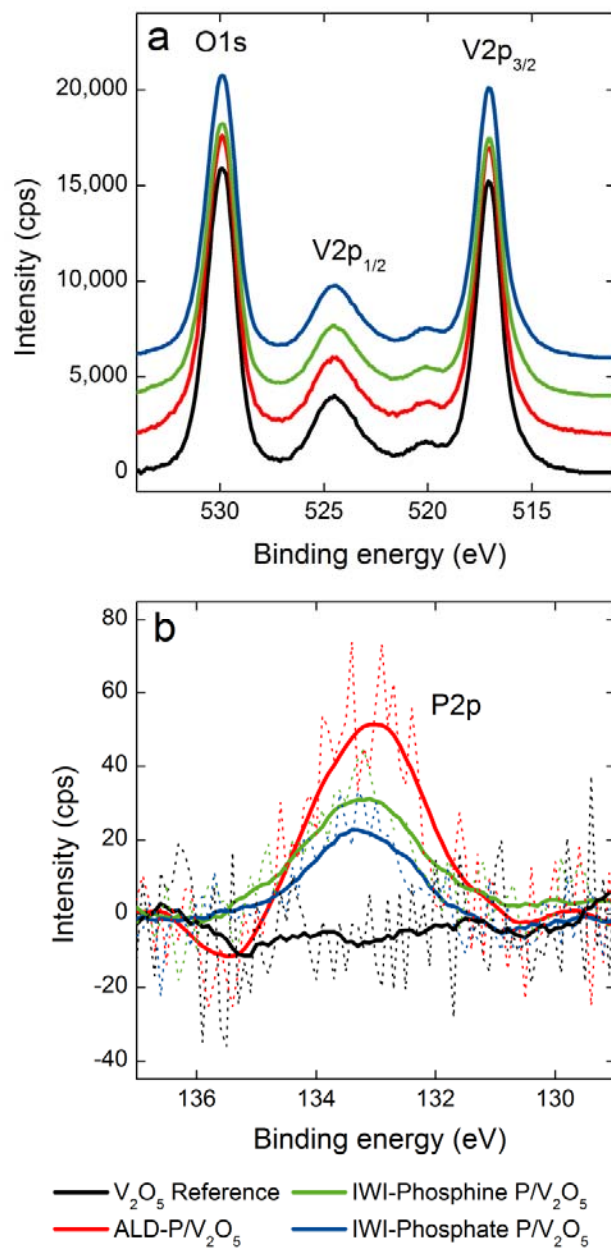 a
O1s
V2p3/2
V2p1/2
20,000
15,000
10,000
5,000
0
Intensity (cps)
530
525
520
515
Binding energy (eV)
b
P2p
80
60
40
20
0
-20
-40
Intensity (cps)
136
134
132
130
Binding energy (eV)
V2O5 Reference
IWI-Phosphine P/V2O5
ALD-P/V2O5
IWI-Phosphate P/V2O5